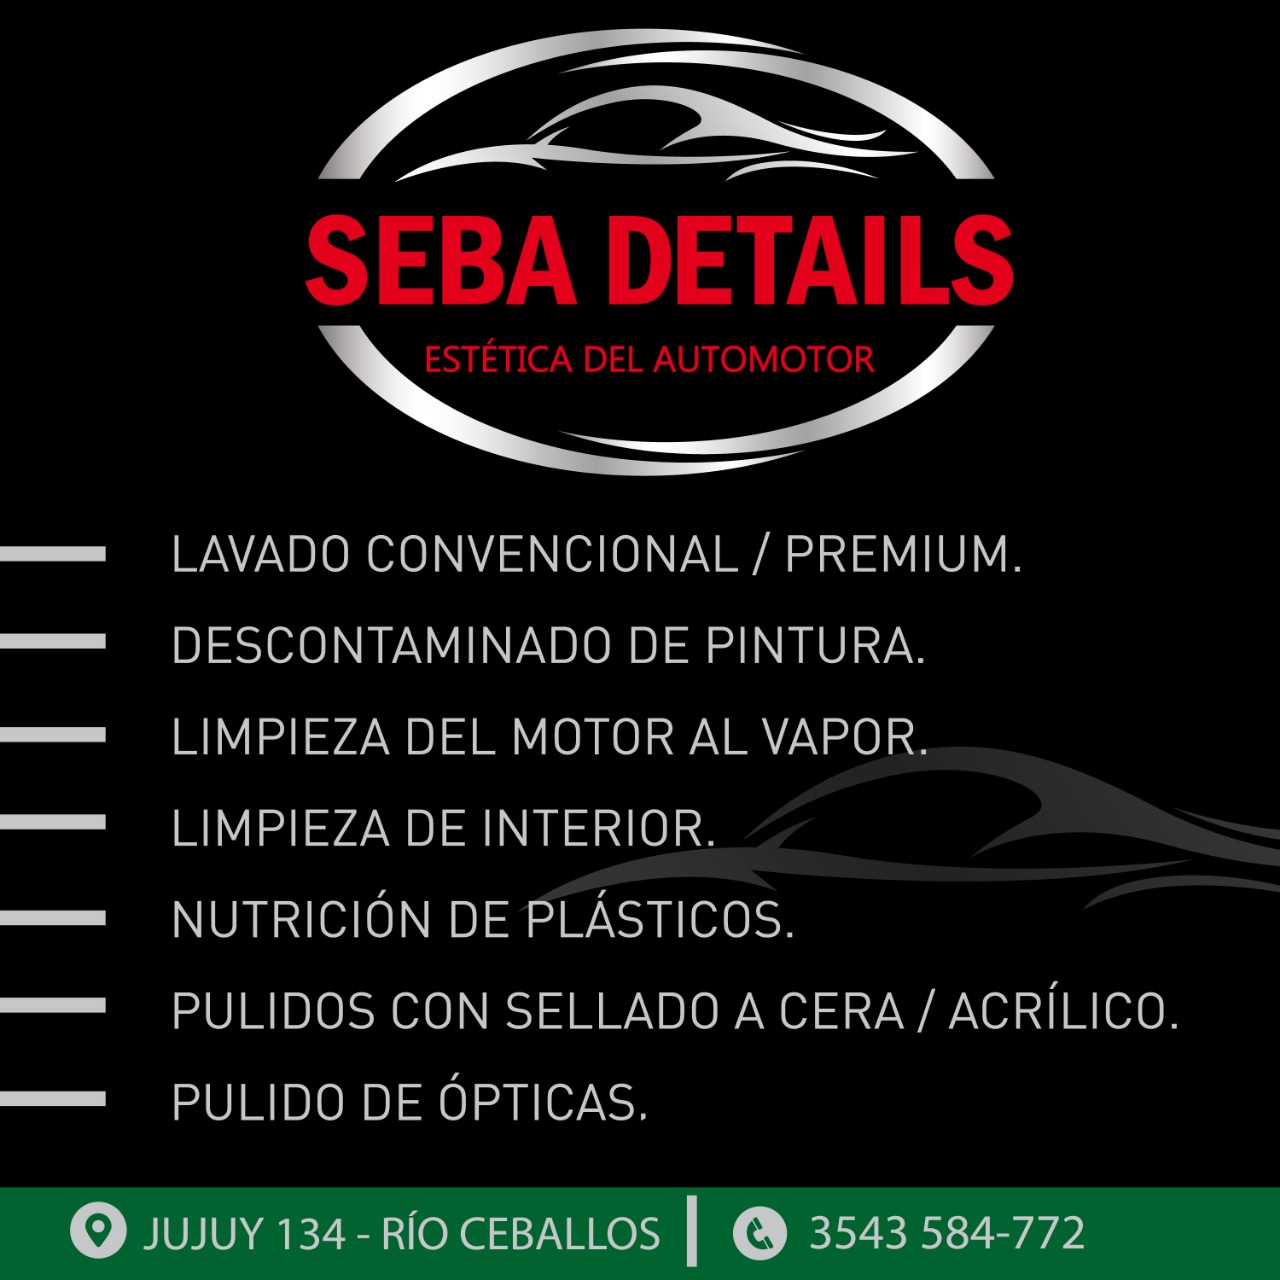 SEBA DETAILS
ESTÉTICA DEL AUTOMOTOR
LAVADO CONVENCIONAL / PREMIUM.
DESCONTAMINADO DE PINTURA.
LIMPIEZA DEL MOTOR AL VAPOR.
LIMPIEZA DE INTERIOR.
NUTRICIÓN DE PLÁSTICOS.
PULIDOS CON SELLADO A CERA / ACRÍLICO.
PULIDO DE ÓPTICAS.
JUJUY 134 - RÍO CEBALLOS | 3543 584-772